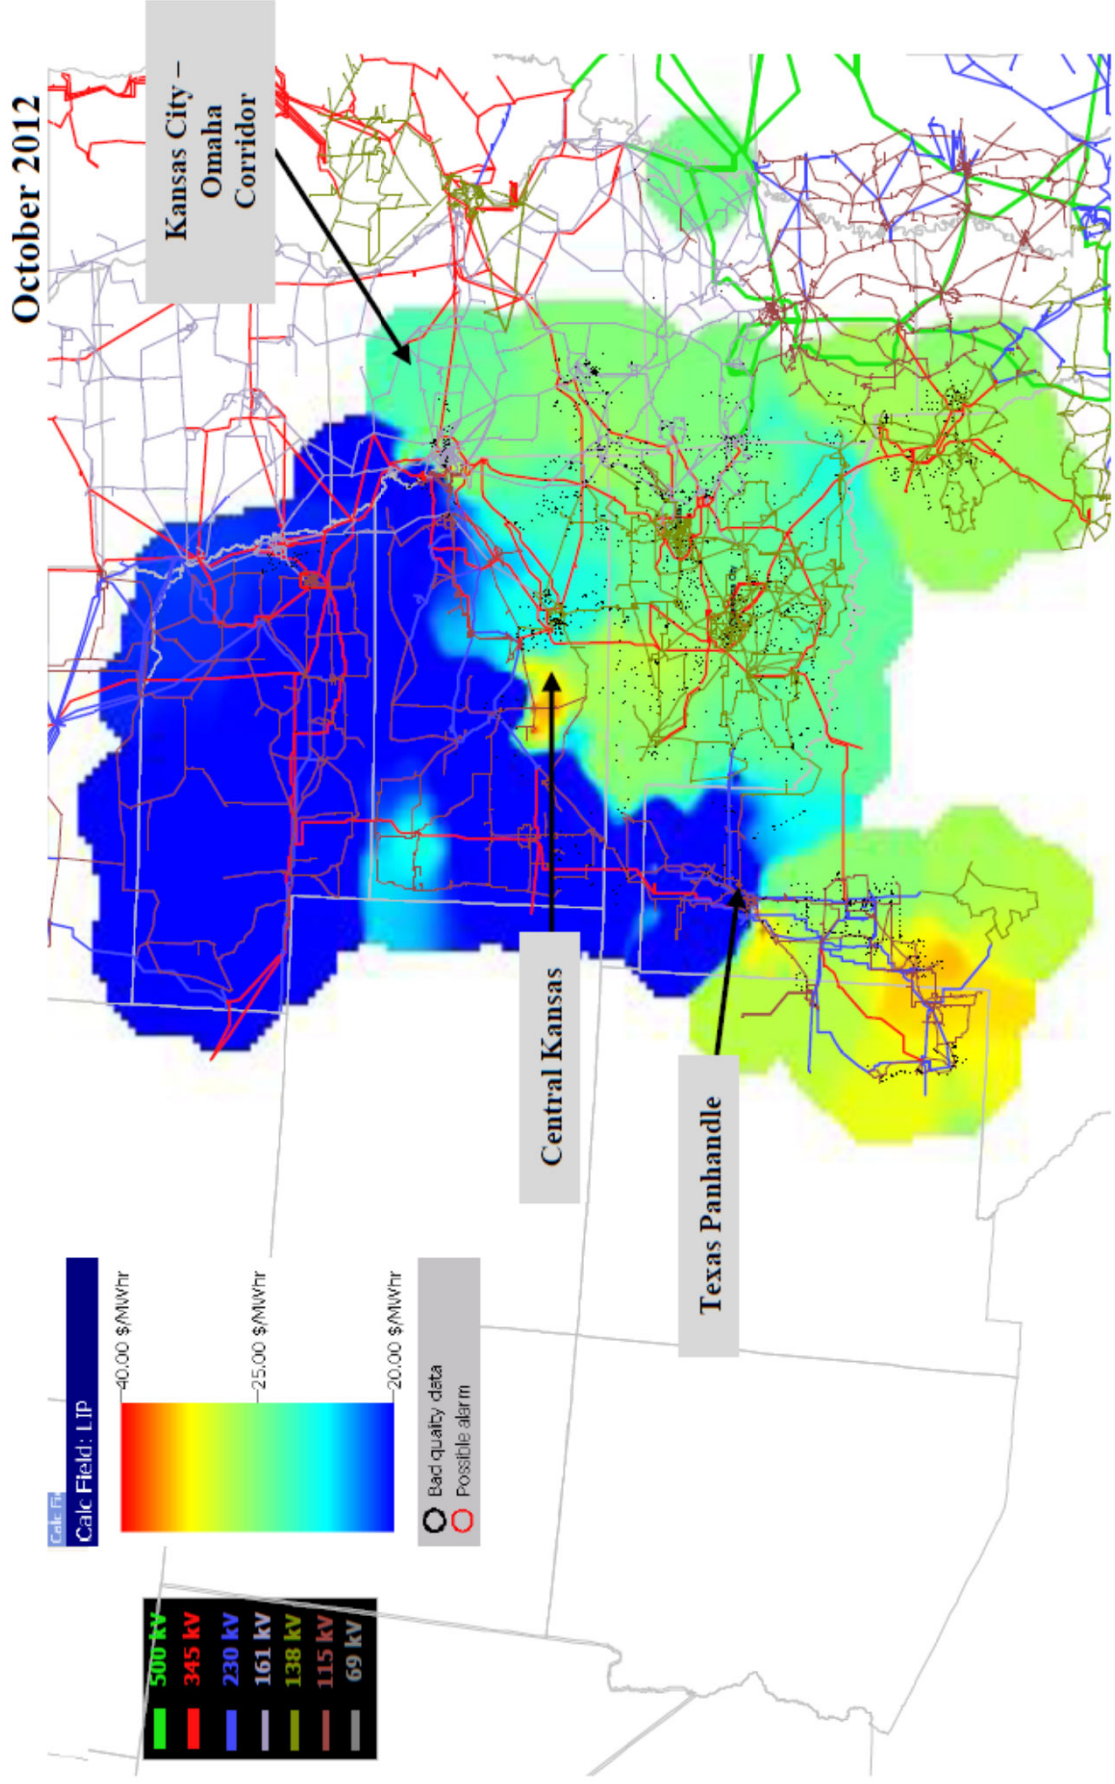 October 2012
Kansas City –
Omaha
Corridor
Central Kansas
Texas Panhandle
Calc Fi
Calc Field: LIP
40.00 $/MWhr
25.00 $/MWhr
20.00 $/MWhr
Bad quality data
Possible alarm
500 kV
345 kV
230 kV
161 kV
138 kV
115 kV
69 kV